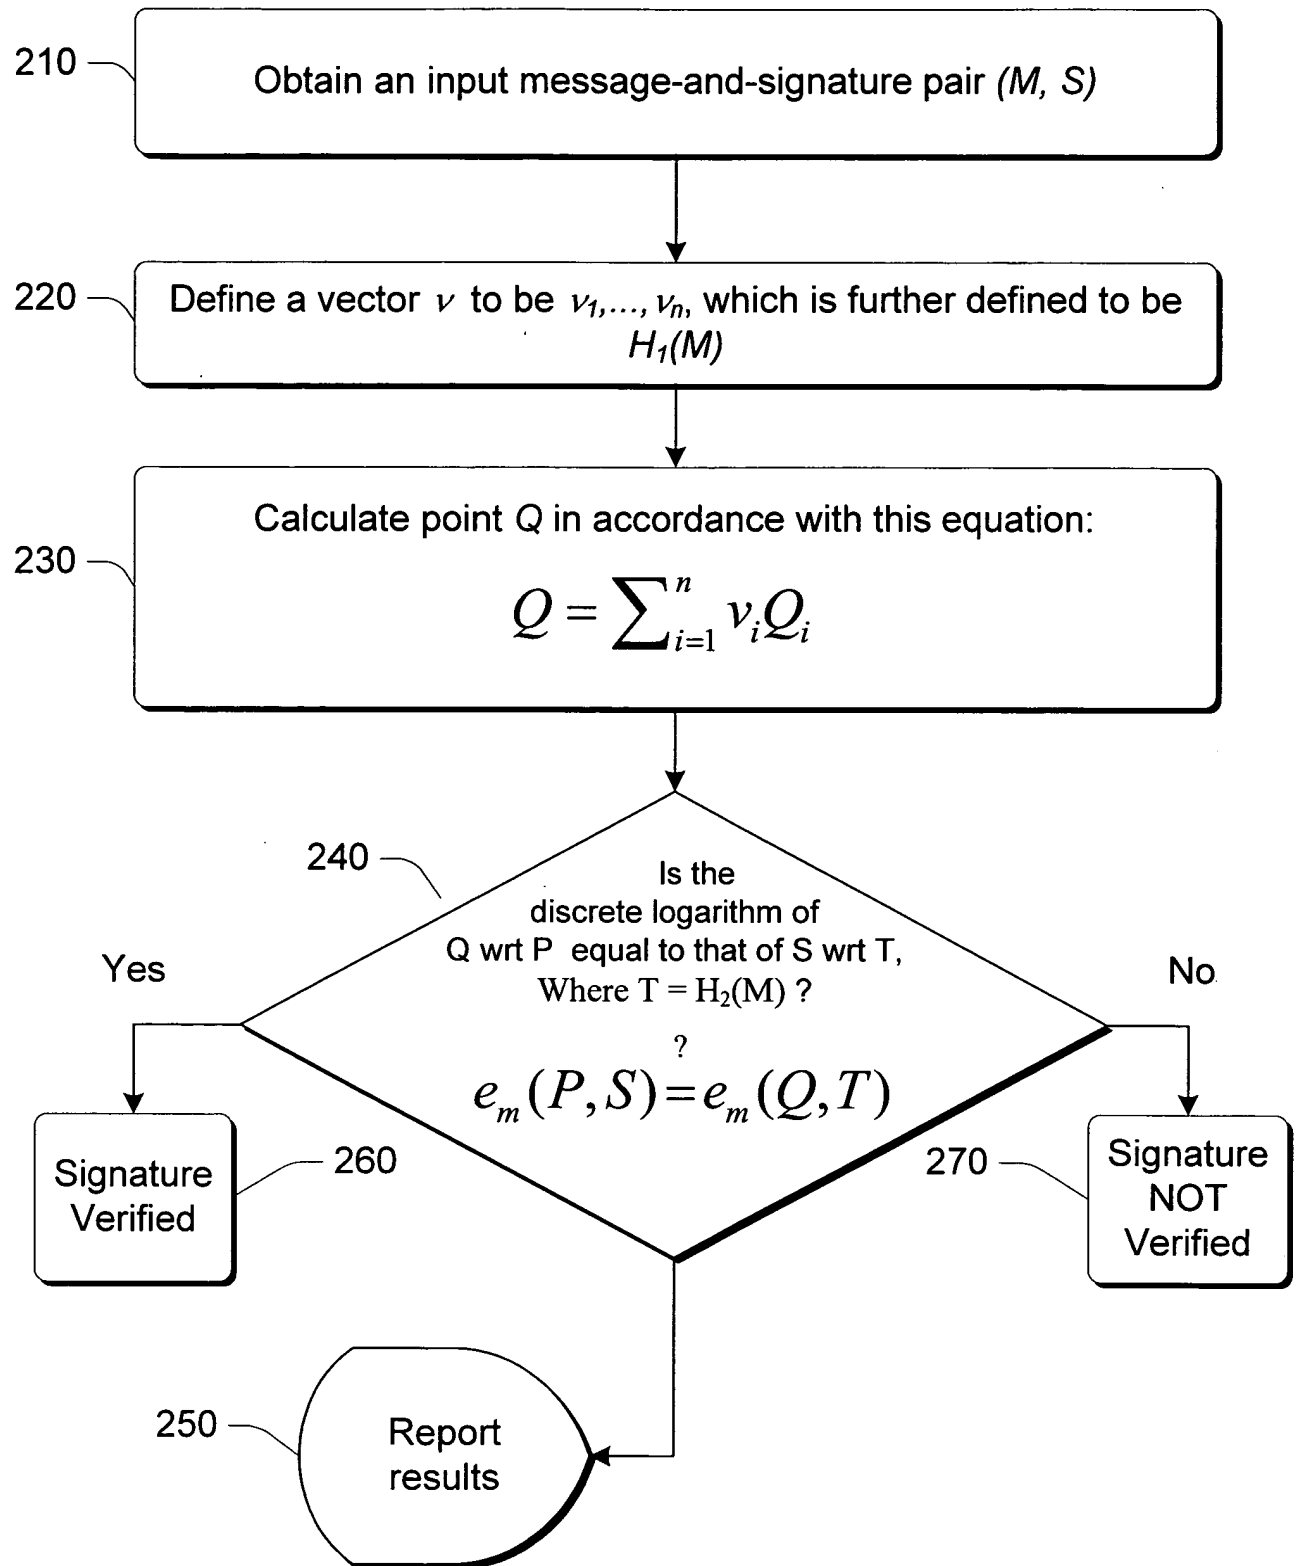 210
Obtain an input message-and-signature pair (M, S)
220
Define a vector ν to be ν₁,..., νₙ, which is further defined to be
H₁(M)
230
Calculate point Q in accordance with this equation:
Q = ∑ⁿᵢ₌₁ vᵢQᵢ
240
Is the
discrete logarithm of
Q wrt P equal to that of S wrt T,
Where T = H₂(M) ?
?
eₘ(P,S) = eₘ(Q,T)
Yes
No
Signature
Verified
260
270
Signature
NOT
Verified
250
Report
results